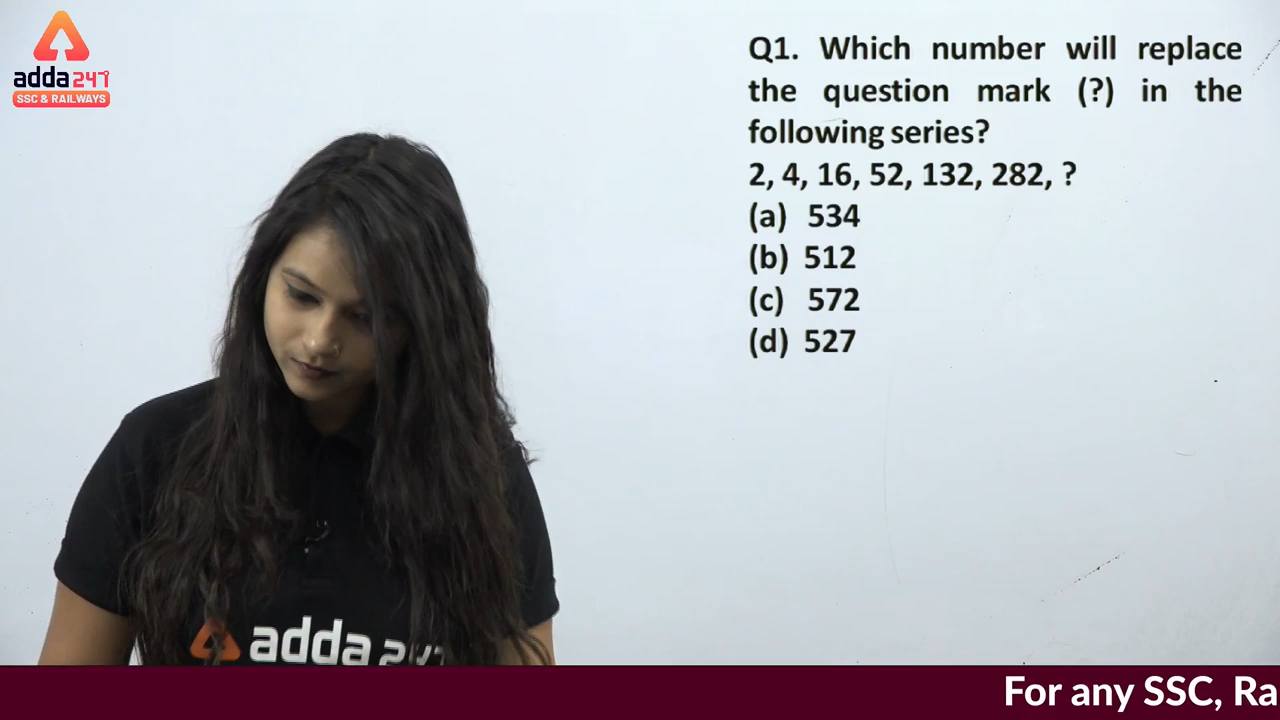 adda247
SSC & RAILWAYS
Q1. Which number will replace
the question mark (?) in the
following series?
2, 4, 16, 52, 132, 282, ?
(a) 534
(b) 512
(c) 572
(d) 527
adda 247
For any SSC, Ra